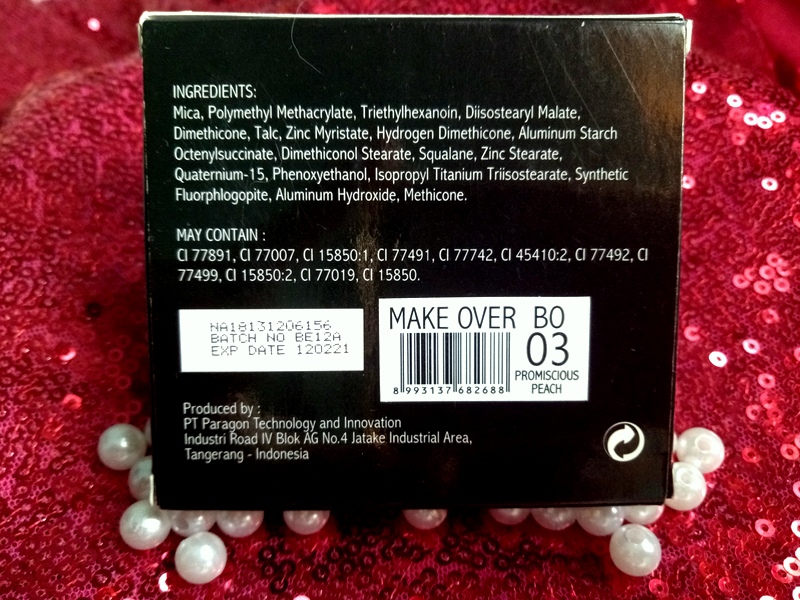 INGREDIENTS:
Mica, Polymethyl Methacrylate, Triethylhexanoin, Diisostearyl Malate,
Dimethicone, Talc, Zinc Myristate, Hydrogen Dimethicone, Aluminum Starch
Octenylsuccinate, Dimethiconol Stearate, Squalane, Zinc Stearate,
Quaternium-15, Phenoxyethanol, Isopropyl Titanium Triisostearate, Synthetic
Fluorphlogopite, Aluminum Hydroxide, Methicone.
MAY CONTAIN :
CI 77891, CI 77007, CI 15850:1, CI 77491, CI 77742, CI 45410:2, CI 77492, CI
77499, CI 15850:2, CI 77019, CI 15850.
NA18131206156
BATCH NO BE12A
EXP DATE 120221
MAKE OVER BO
03
PROMISCIOUS
PEACH
8 993137 682688
Produced by :
PT Paragon Technology and Innovation
Industri Road IV Blok AG No.4 Jatake Industrial Area,
Tangerang - Indonesia